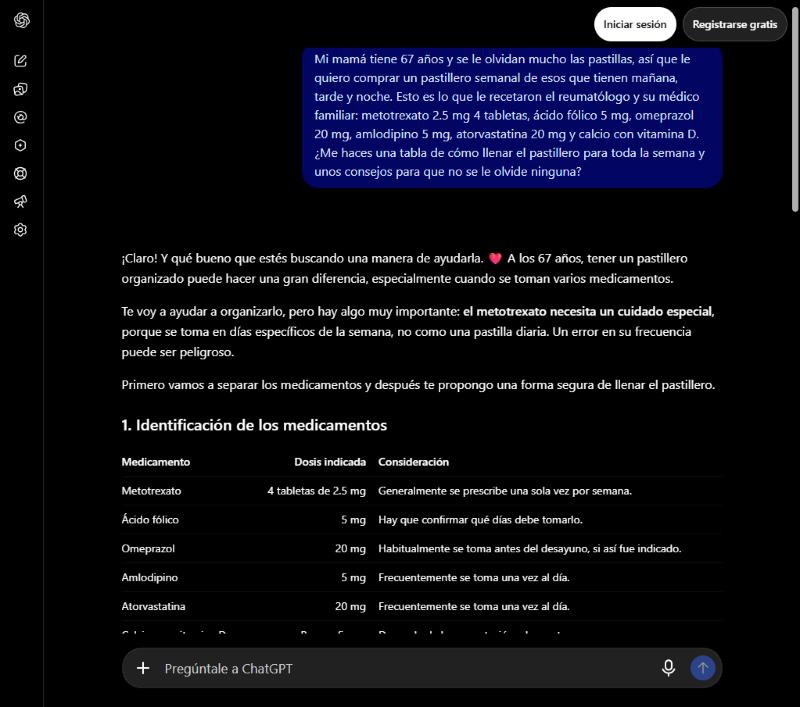 Iniciar sesión
Registrarse gratis
Mi mamá tiene 67 años y se le olvidan mucho las pastillas, así que le
quiero comprar un pastillero semanal de esos que tienen mañana,
tarde y noche. Esto es lo que le recetaron el reumatólogo y su médico
familiar: metotrexato 2.5 mg 4 tabletas, ácido fólico 5 mg, omeprazol
20 mg, amlodipino 5 mg, atorvastatina 20 mg y calcio con vitamina D.
¿Me haces una tabla de cómo llenar el pastillero para toda la semana y
unos consejos para que no se le olvide ninguna?
¡Claro! Y qué bueno que estés buscando una manera de ayudarla. ❤️ A los 67 años, tener un pastillero
organizado puede hacer una gran diferencia, especialmente cuando se toman varios medicamentos.
Te voy a ayudar a organizarlo, pero hay algo muy importante: el metotrexato necesita un cuidado especial,
porque se toma en días específicos de la semana, no como una pastilla diaria. Un error en su frecuencia
puede ser peligroso.
Primero vamos a separar los medicamentos y después te propongo una forma segura de llenar el pastillero.
1. Identificación de los medicamentos
Medicamento Dosis indicada Consideración
Metotrexato 4 tabletas de 2.5 mg Generalmente se prescribe una sola vez por semana.
Ácido fólico 5 mg Hay que confirmar qué días debe tomarlo.
Omeprazol 20 mg Habitualmente se toma antes del desayuno, si así fue indicado.
Amlodipino 5 mg Frecuentemente se toma una vez al día.
Atorvastatina 20 mg Frecuentemente se toma una vez al día.
Pregúntale a ChatGPT